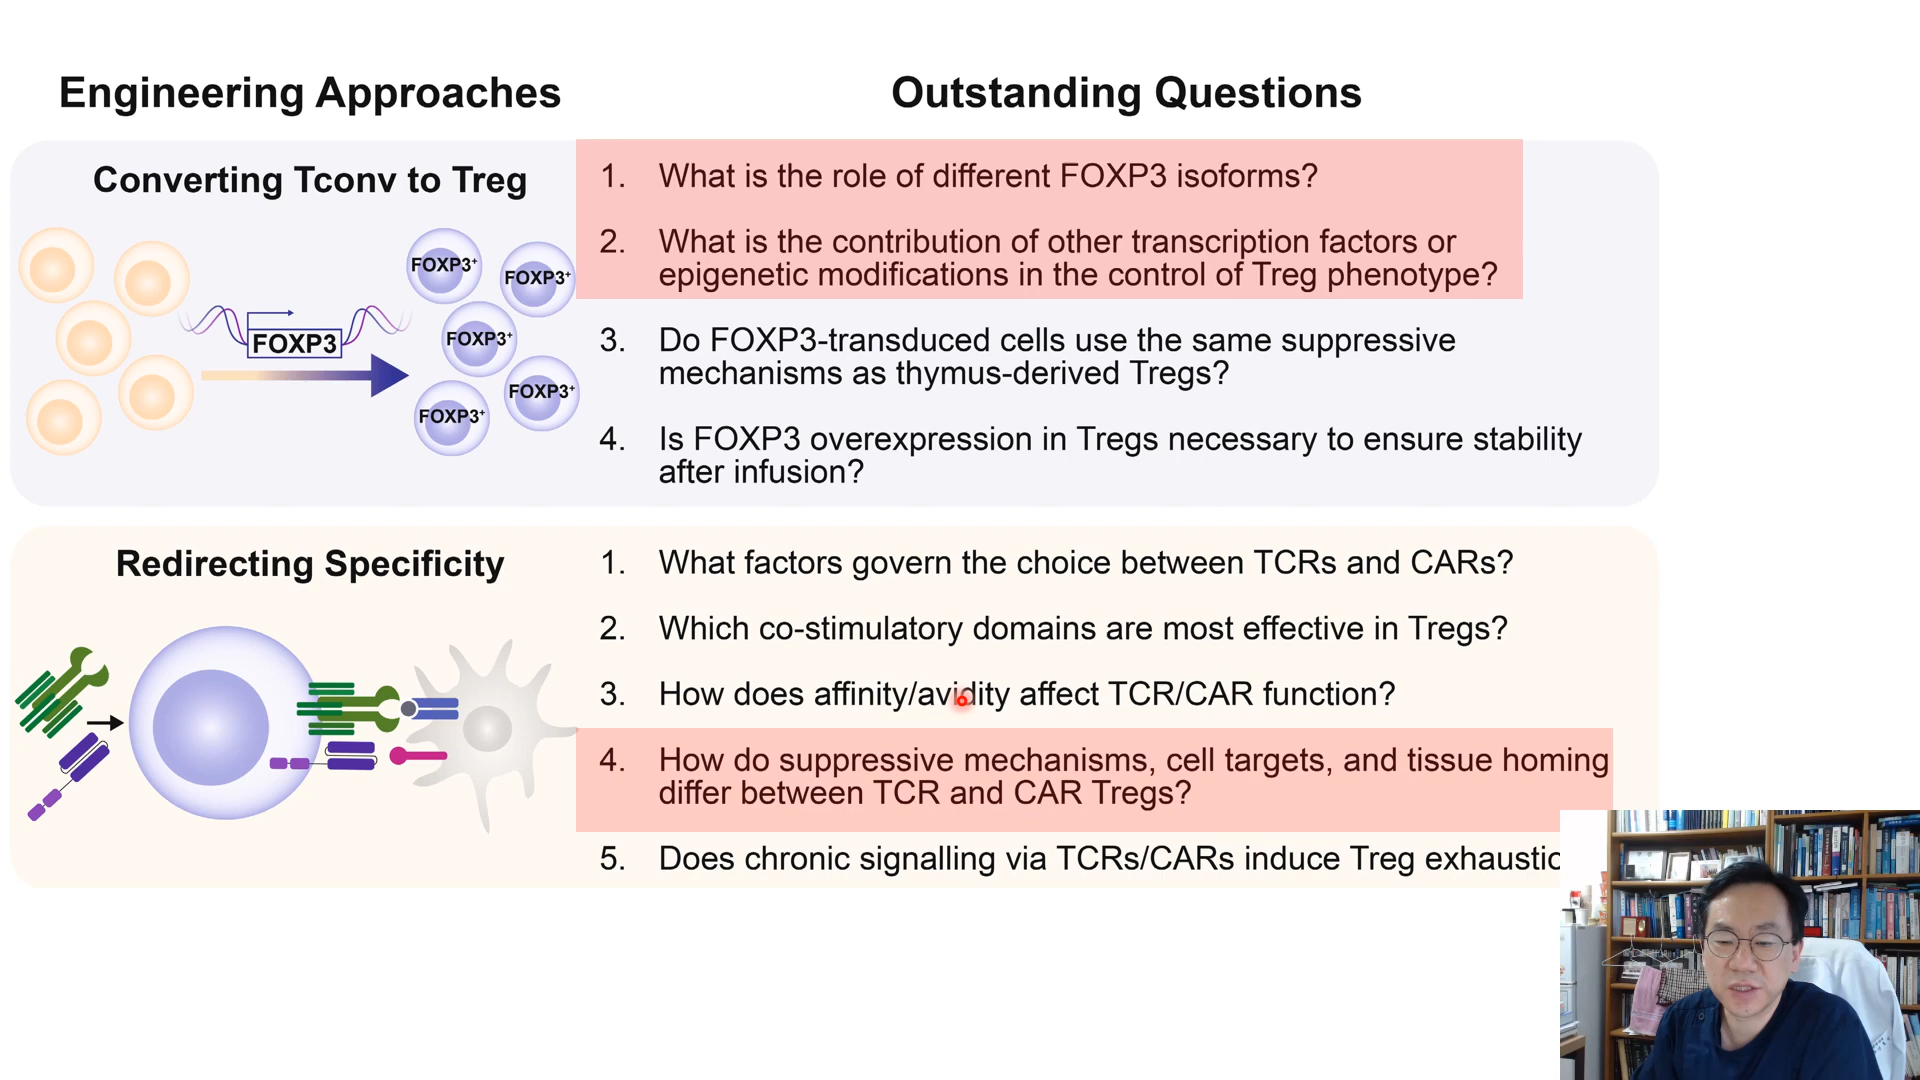 Engineering Approaches
Outstanding Questions
Converting Tconv to Treg
FOXP3
FOXP3+
FOXP3+
FOXP3+
FOXP3+
FOXP3+
1. What is the role of different FOXP3 isoforms?
2. What is the contribution of other transcription factors or
epigenetic modifications in the control of Treg phenotype?
3. Do FOXP3-transduced cells use the same suppressive
mechanisms as thymus-derived Tregs?
4. Is FOXP3 overexpression in Tregs necessary to ensure stability
after infusion?
Redirecting Specificity
1. What factors govern the choice between TCRs and CARs?
2. Which co-stimulatory domains are most effective in Tregs?
3. How does affinity/avidity affect TCR/CAR function?
4. How do suppressive mechanisms, cell targets, and tissue homing
differ between TCR and CAR Tregs?
5. Does chronic signalling via TCRs/CARs induce Treg